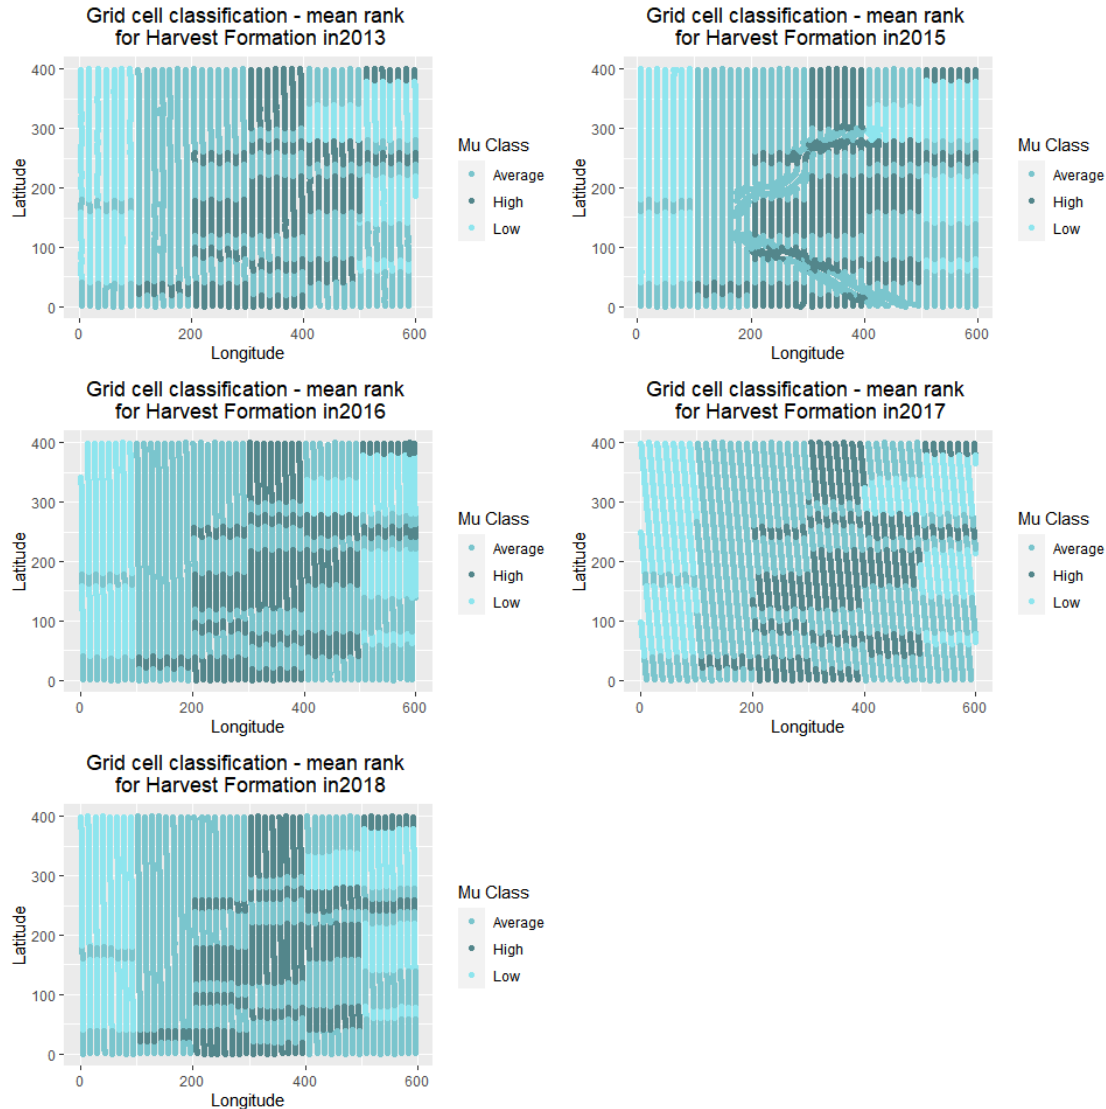 Grid cell classification - mean rank
for Harvest Formation in2013
400
300
200
100
0
Latitude
0
200
400
600
Longitude
Mu Class
Average
High
Low
Grid cell classification - mean rank
for Harvest Formation in2015
400
300
200
100
0
Latitude
0
200
400
600
Longitude
Mu Class
Average
High
Low
Grid cell classification - mean rank
for Harvest Formation in2016
400
300
200
100
0
Latitude
0
200
400
600
Longitude
Mu Class
Average
High
Low
Grid cell classification - mean rank
for Harvest Formation in2017
400
300
200
100
0
Latitude
0
200
400
600
Longitude
Mu Class
Average
High
Low
Grid cell classification - mean rank
for Harvest Formation in2018
400
300
200
100
0
Latitude
0
200
400
600
Longitude
Mu Class
Average
High
Low